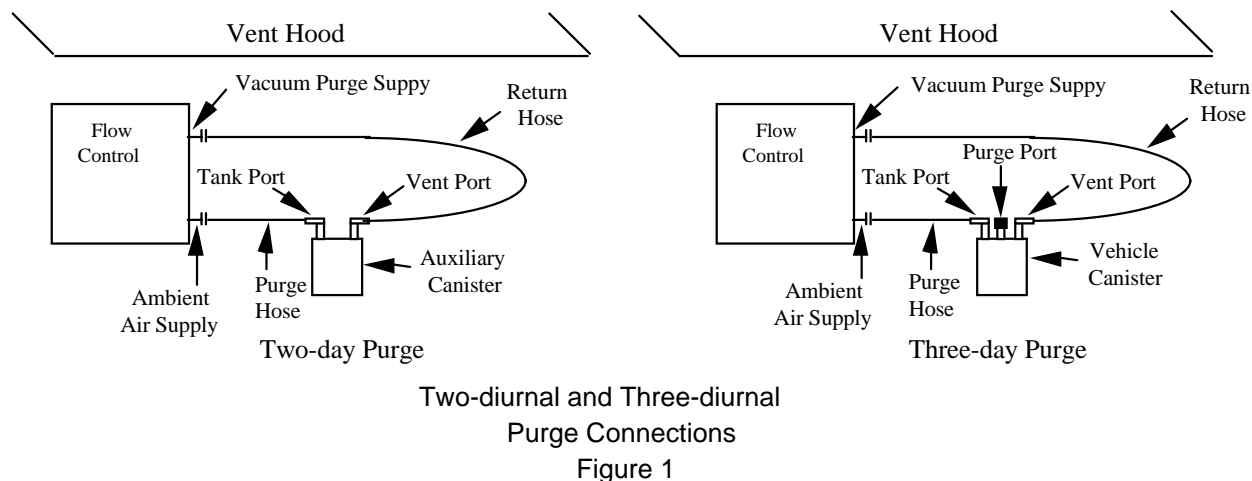 Vent Hood
Vacuum Purge Suppy
Return
Hose
Flow
Control
Tank Port
Vent Port
Auxiliary
Canister
Purge
Hose
Ambient
Air Supply
Two-day Purge
Vent Hood
Vacuum Purge Suppy
Return
Hose
Flow
Control
Purge Port
Tank Port
Vent Port
Vehicle
Canister
Purge
Hose
Ambient
Air Supply
Three-day Purge
Two-diurnal and Three-diurnal
Purge Connections
Figure 1